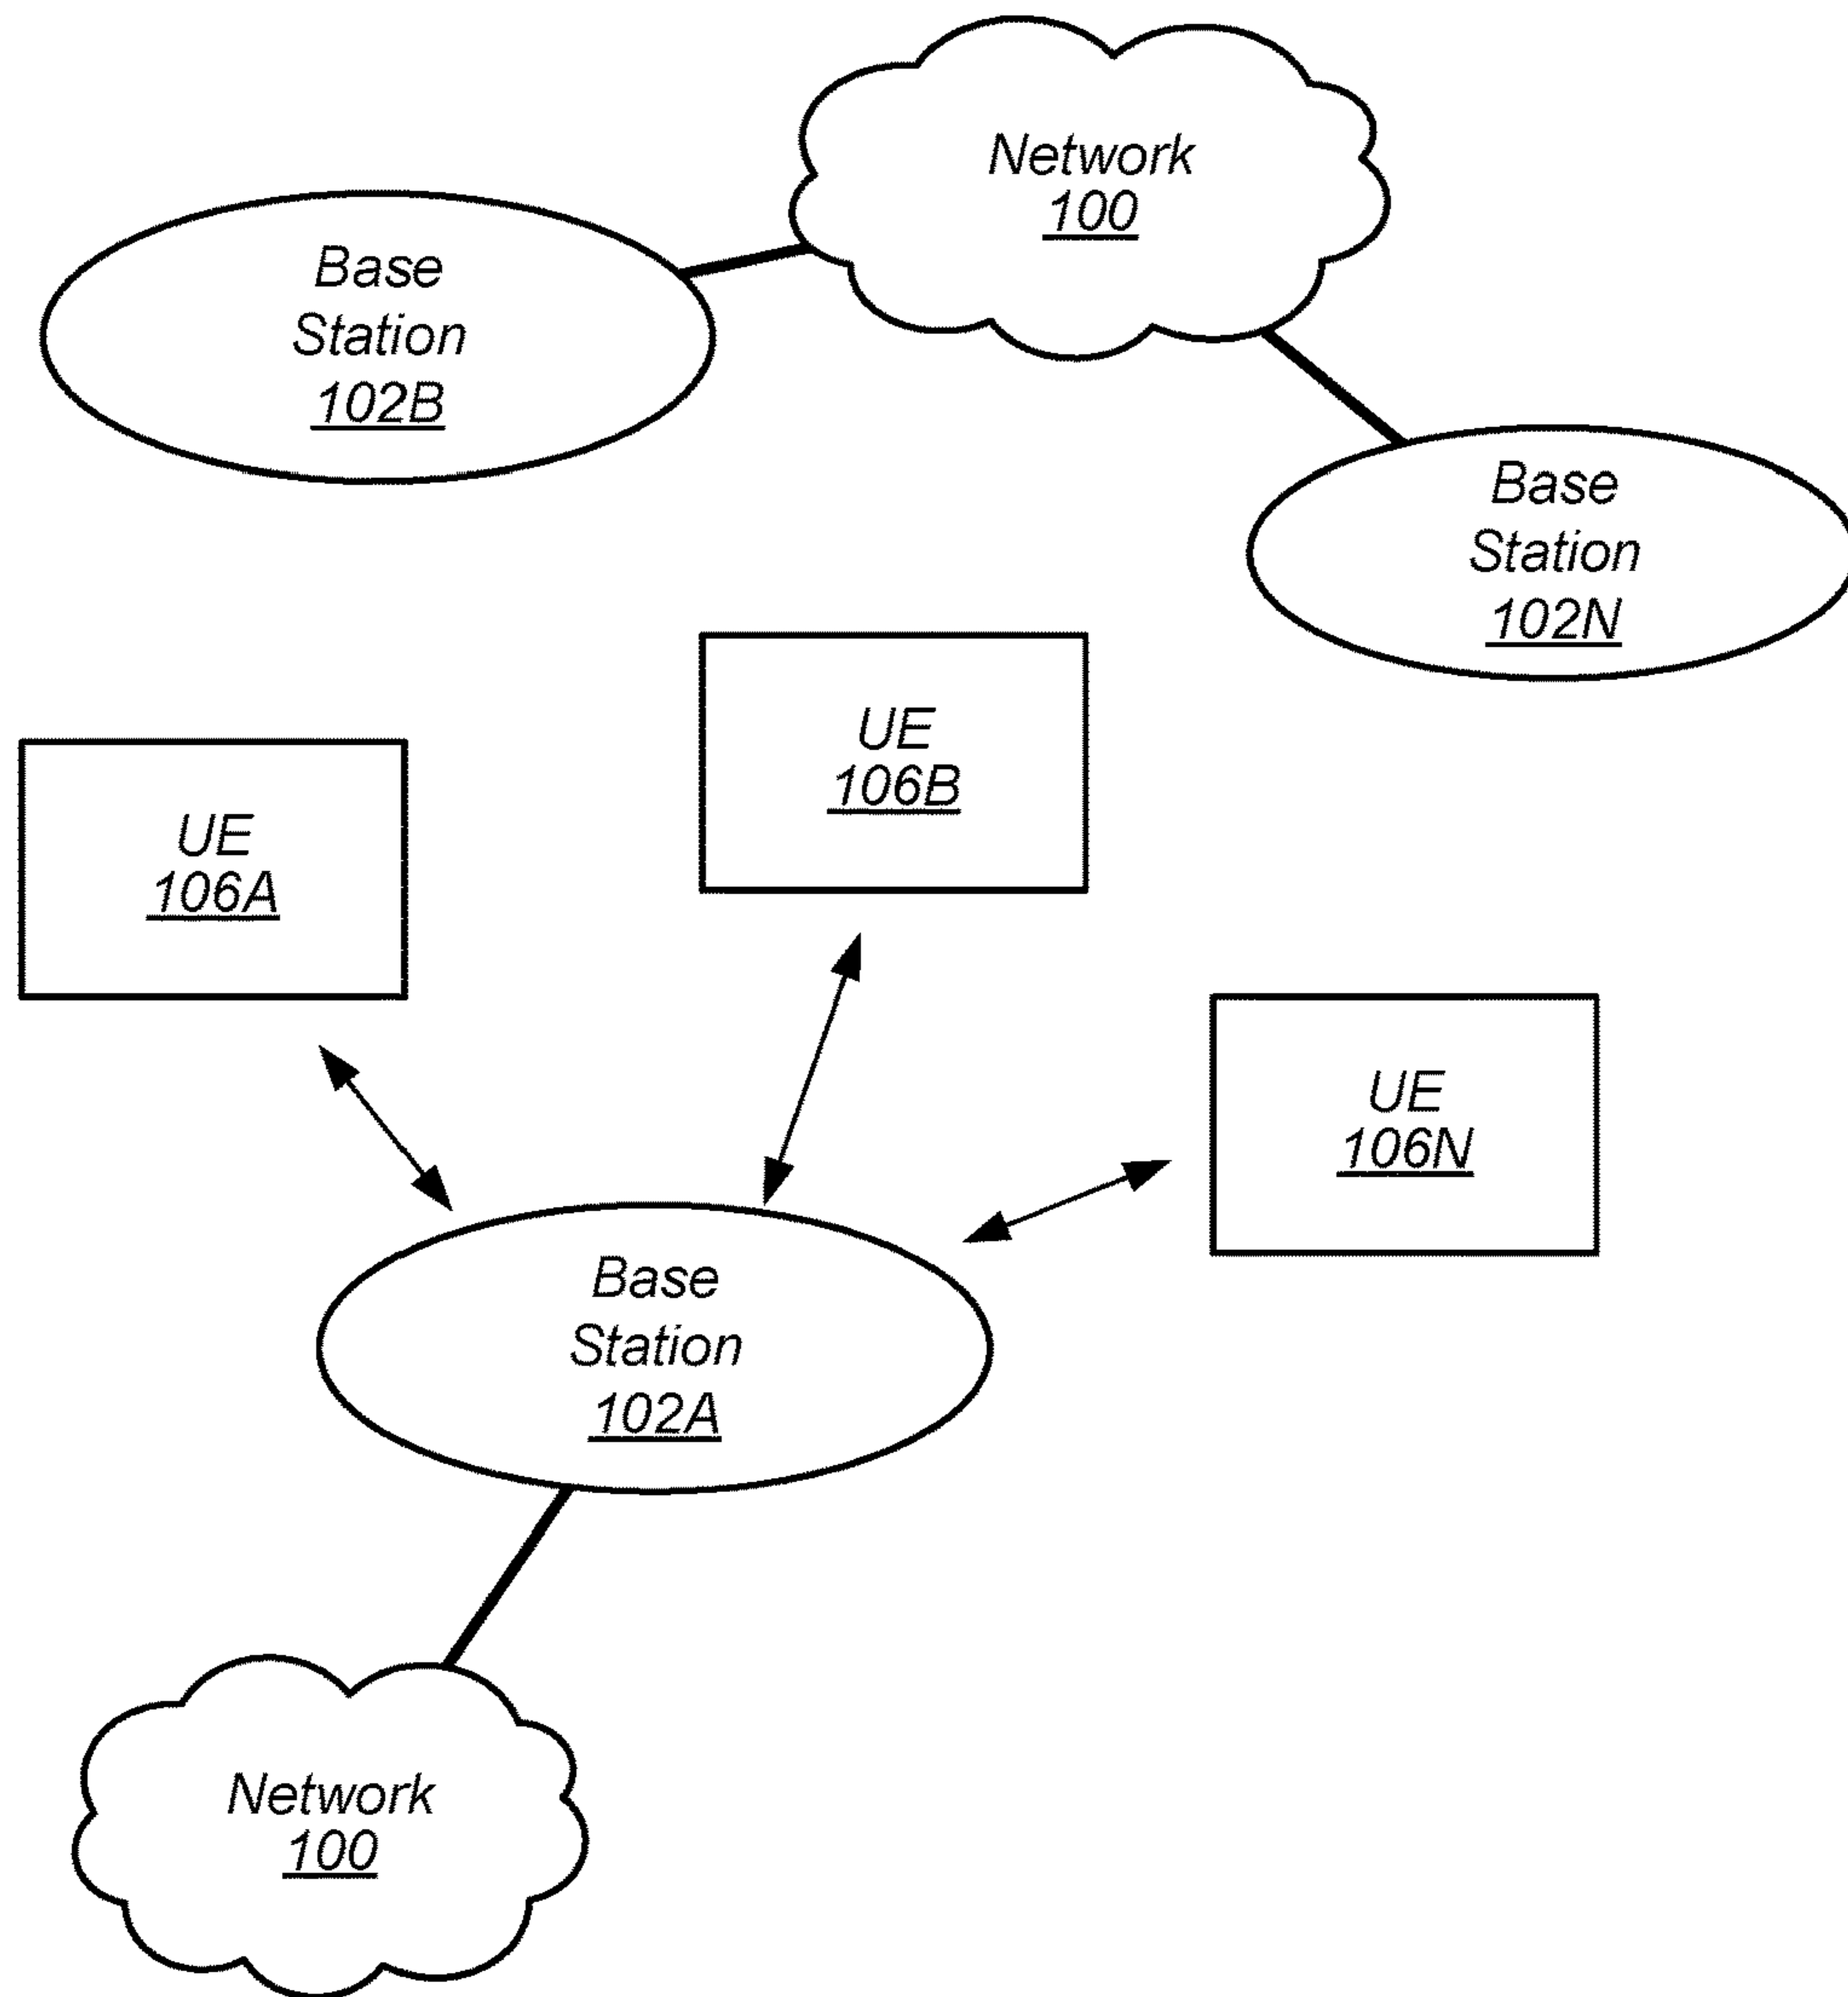 Network
100
Base
Station
102B
Base
Station
102N
UE
106B
UE
106A
UE
106N
Base
Station
102A
Network
100